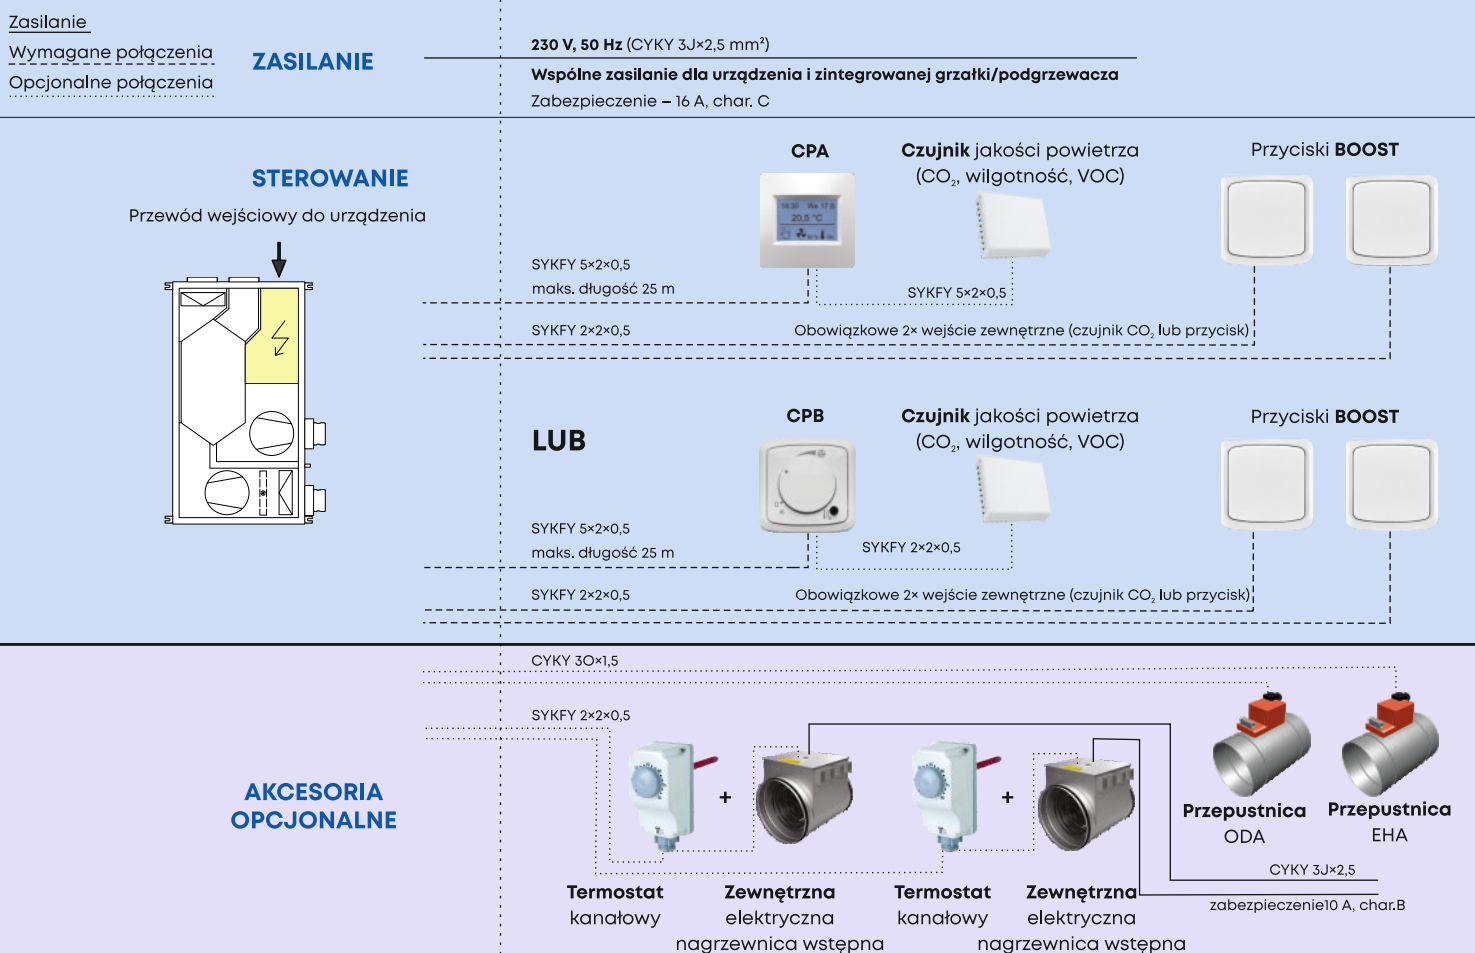 Zasilanie
Wymagane połączenia
Opcjonalne połączenia
ZASILANIE
230 V, 50 Hz (CYKY 3J×2,5 mm²)
Wspólne zasilanie dla urządzenia i zintegrowanej grzałki/podgrzewacza
Zabezpieczenie – 16 A, char. C
STEROWANIE
Przewód wejściowy do urządzenia
CPA
Czujnik jakości powietrza
(CO₂, wilgotność, VOC)
Przyciski BOOST
14:30 We 17.5
20,5 °C
SYKFY 5×2×0,5
maks. długość 25 m
SYKFY 5×2×0,5
SYKFY 2×2×0,5
Obowiązkowe 2× wejście zewnętrzne (czujnik CO₂ lub przycisk)
LUB
CPB
Czujnik jakości powietrza
(CO₂, wilgotność, VOC)
Przyciski BOOST
SYKFY 5×2×0,5
maks. długość 25 m
SYKFY 2×2×0,5
SYKFY 2×2×0,5
Obowiązkowe 2× wejście zewnętrzne (czujnik CO₂ lub przycisk)
AKCESORIA
OPCJONALNE
CYKY 3O×1,5
SYKFY 2×2×0,5
+
+
Przepustnica
ODA
Przepustnica
EHA
CYKY 3J×2,5
zabezpieczenie10 A, char.B
Termostat
kanałowy
Zewnętrzna
elektryczna
nagrzewnica wstępna
Termostat
kanałowy
Zewnętrzna
elektryczna
nagrzewnica wstępna